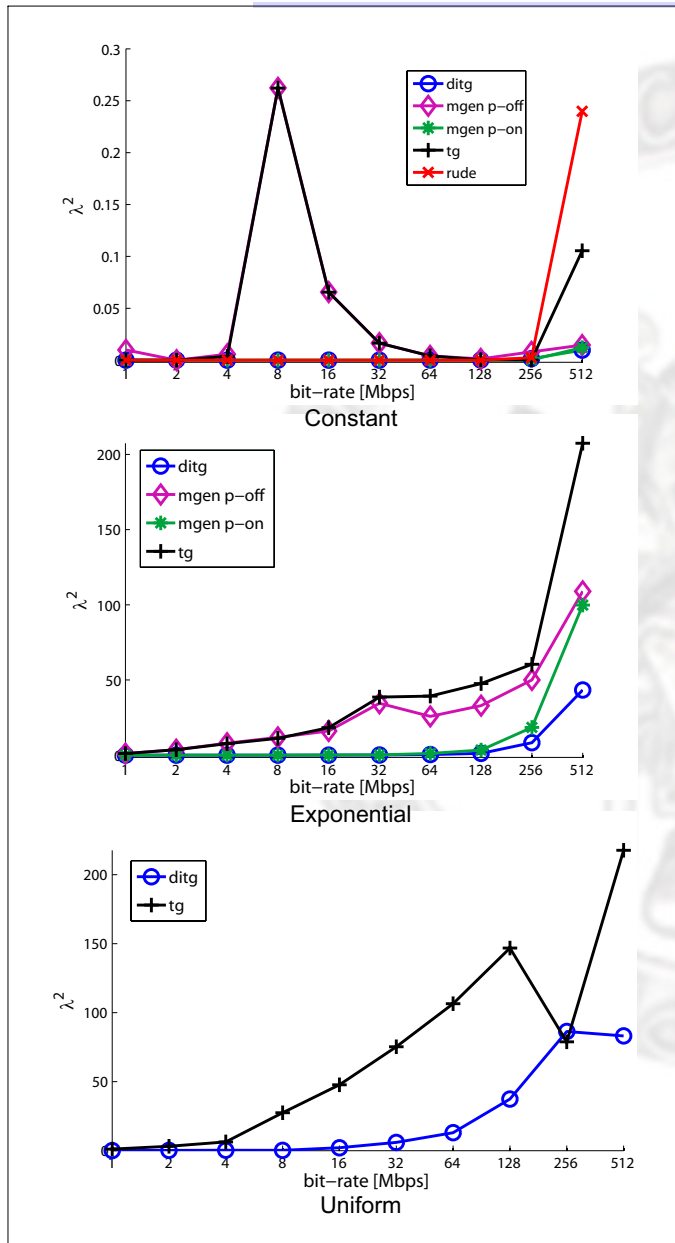 0.3
0.25
0.2
0.15
0.1
0.05
0
λ²
ditg
mgen p-off
mgen p-on
tg
rude
1 2 4 8 16 32 64 128 256 512
bit-rate [Mbps]
Constant
200
150
100
50
0
λ²
ditg
mgen p-off
mgen p-on
tg
1 2 4 8 16 32 64 128 256 512
bit-rate [Mbps]
Exponential
200
150
100
50
0
λ²
ditg
tg
1 2 4 8 16 32 64 128 256 512
bit-rate [Mbps]
Uniform